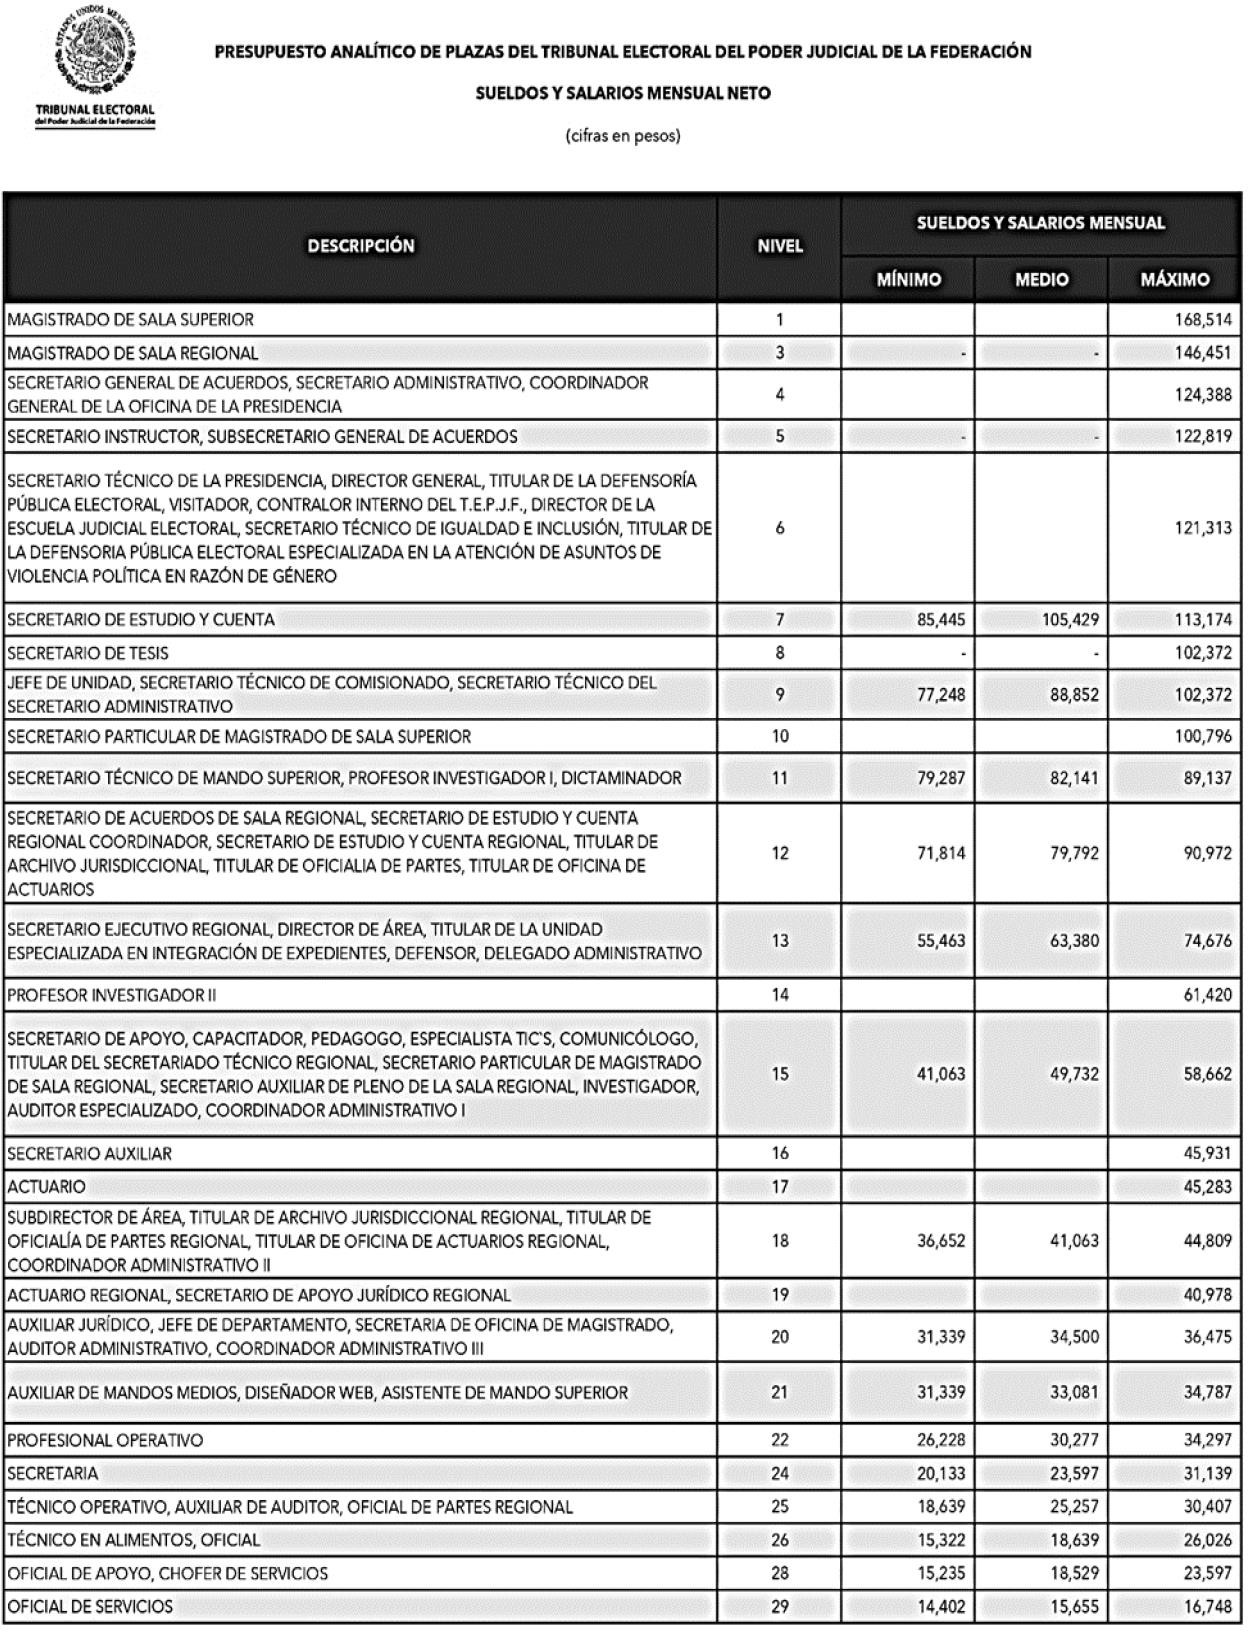 ESTADOS UNIDOS MEXICANOS
TRIBUNAL ELECTORAL
del Poder Judicial de la Federación
PRESUPUESTO ANALÍTICO DE PLAZAS DEL TRIBUNAL ELECTORAL DEL PODER JUDICIAL DE LA FEDERACIÓN
SUELDOS Y SALARIOS MENSUAL NETO
(cifras en pesos)
DESCRIPCIÓN NIVEL SUELDOS Y SALARIOS MENSUAL
MÍNIMO MEDIO MÁXIMO
MAGISTRADO DE SALA SUPERIOR 1 168,514
MAGISTRADO DE SALA REGIONAL 3 - - 146,451
SECRETARIO GENERAL DE ACUERDOS, SECRETARIO ADMINISTRATIVO, COORDINADOR
GENERAL DE LA OFICINA DE LA PRESIDENCIA 4 124,388
SECRETARIO INSTRUCTOR, SUBSECRETARIO GENERAL DE ACUERDOS 5 - - 122,819
SECRETARIO TÉCNICO DE LA PRESIDENCIA, DIRECTOR GENERAL, TITULAR DE LA DEFENSORÍA
PÚBLICA ELECTORAL, VISITADOR, CONTRALOR INTERNO DEL T.E.P.J.F., DIRECTOR DE LA
ESCUELA JUDICIAL ELECTORAL, SECRETARIO TÉCNICO DE IGUALDAD E INCLUSIÓN, TITULAR DE 6 121,313
LA DEFENSORIA PÚBLICA ELECTORAL ESPECIALIZADA EN LA ATENCIÓN DE ASUNTOS DE
VIOLENCIA POLÍTICA EN RAZÓN DE GÉNERO
SECRETARIO DE ESTUDIO Y CUENTA 7 85,445 105,429 113,174
SECRETARIO DE TESIS 8 - - 102,372
JEFE DE UNIDAD, SECRETARIO TÉCNICO DE COMISIONADO, SECRETARIO TÉCNICO DEL
SECRETARIO ADMINISTRATIVO 9 77,248 88,852 102,372
SECRETARIO PARTICULAR DE MAGISTRADO DE SALA SUPERIOR 10 100,796
SECRETARIO TÉCNICO DE MANDO SUPERIOR, PROFESOR INVESTIGADOR I, DICTAMINADOR 11 79,287 82,141 89,137
SECRETARIO DE ACUERDOS DE SALA REGIONAL, SECRETARIO DE ESTUDIO Y CUENTA
REGIONAL COORDINADOR, SECRETARIO DE ESTUDIO Y CUENTA REGIONAL, TITULAR DE
ARCHIVO JURISDICCIONAL, TITULAR DE OFICIALIA DE PARTES, TITULAR DE OFICINA DE 12 71,814 79,792 90,972
ACTUARIOS
SECRETARIO EJECUTIVO REGIONAL, DIRECTOR DE ÁREA, TITULAR DE LA UNIDAD
ESPECIALIZADA EN INTEGRACIÓN DE EXPEDIENTES, DEFENSOR, DELEGADO ADMINISTRATIVO 13 55,463 63,380 74,676
PROFESOR INVESTIGADOR II 14 61,420
SECRETARIO DE APOYO, CAPACITADOR, PEDAGOGO, ESPECIALISTA TIC`S, COMUNICÓLOGO,
TITULAR DEL SECRETARIADO TÉCNICO REGIONAL, SECRETARIO PARTICULAR DE MAGISTRADO
DE SALA REGIONAL, SECRETARIO AUXILIAR DE PLENO DE LA SALA REGIONAL, INVESTIGADOR, 15 41,063 49,732 58,662
AUDITOR ESPECIALIZADO, COORDINADOR ADMINISTRATIVO I
SECRETARIO AUXILIAR 16 45,931
ACTUARIO 17 45,283
SUBDIRECTOR DE ÁREA, TITULAR DE ARCHIVO JURISDICCIONAL REGIONAL, TITULAR DE
OFICIALÍA DE PARTES REGIONAL, TITULAR DE OFICINA DE ACTUARIOS REGIONAL, 18 36,652 41,063 44,809
COORDINADOR ADMINISTRATIVO II
ACTUARIO REGIONAL, SECRETARIO DE APOYO JURÍDICO REGIONAL 19 40,978
AUXILIAR JURÍDICO, JEFE DE DEPARTAMENTO, SECRETARIA DE OFICINA DE MAGISTRADO,
AUDITOR ADMINISTRATIVO, COORDINADOR ADMINISTRATIVO III 20 31,339 34,500 36,475
AUXILIAR DE MANDOS MEDIOS, DISEÑADOR WEB, ASISTENTE DE MANDO SUPERIOR 21 31,339 33,081 34,787
PROFESIONAL OPERATIVO 22 26,228 30,277 34,297
SECRETARIA 24 20,133 23,597 31,139
TÉCNICO OPERATIVO, AUXILIAR DE AUDITOR, OFICIAL DE PARTES REGIONAL 25 18,639 25,257 30,407
TÉCNICO EN ALIMENTOS, OFICIAL 26 15,322 18,639 26,026
OFICIAL DE APOYO, CHOFER DE SERVICIOS 28 15,235 18,529 23,597
OFICIAL DE SERVICIOS 29 14,402 15,655 16,748